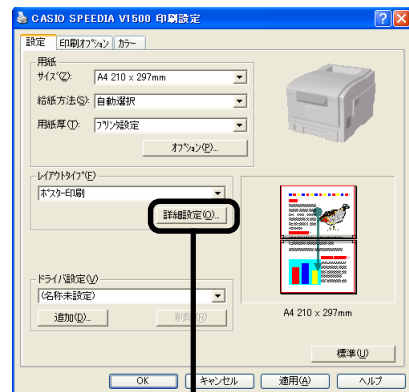 CASIO SPEEDIA V1500 印刷設定
設定 印刷オプション カラー
用紙
サイズ(Z): A4 210 x 297mm
給紙方法(S): 自動選択
用紙厚(T): プリンタ設定
オプション(P)...
レイアウトタイプ(E)
ポスター印刷
詳細設定(O)...
ドライバ設定(V)
(名称未設定)
追加(D)... 削除(R)
A4 210 x 297mm
標準(U)
OK キャンセル 適用(A) ヘルプ